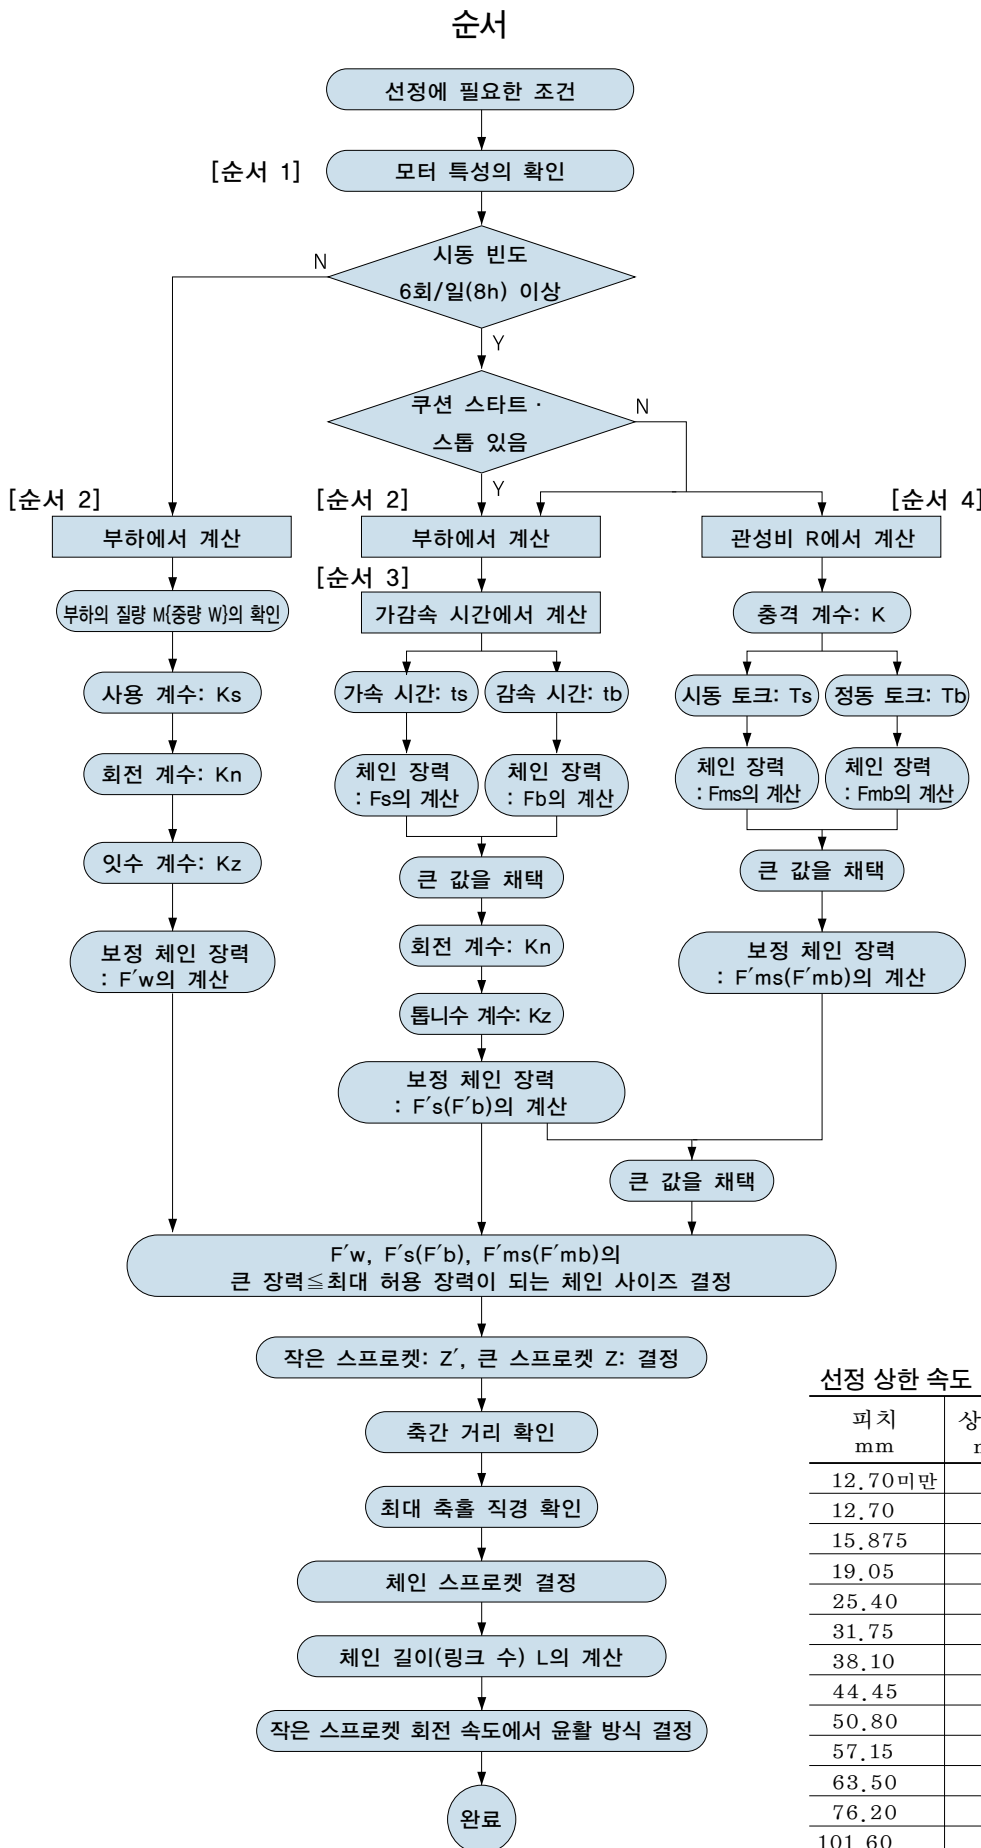 순서
선정에 필요한 조건
[순서 1]
모터 특성의 확인
시동 빈도
6회/일(8h) 이상
N
Y
쿠션 스타트 ·
스톱 있음
N
Y
[순서 2]
부하에서 계산
부하의 질량 M{중량 W}의 확인
사용 계수: Ks
회전 계수: Kn
잇수 계수: Kz
보정 체인 장력
: F′w의 계산
[순서 2]
부하에서 계산
[순서 3]
가감속 시간에서 계산
가속 시간: ts
감속 시간: tb
체인 장력
: Fs의 계산
체인 장력
: Fb의 계산
큰 값을 채택
회전 계수: Kn
톱니수 계수: Kz
보정 체인 장력
: F′s(F′b)의 계산
[순서 4]
관성비 R에서 계산
충격 계수: K
시동 토크: Ts
정동 토크: Tb
체인 장력
: Fms의 계산
체인 장력
: Fmb의 계산
큰 값을 채택
보정 체인 장력
: F′ms(F′mb)의 계산
큰 값을 채택
F′w, F′s(F′b), F′ms(F′mb)의
큰 장력≦최대 허용 장력이 되는 체인 사이즈 결정
작은 스프로켓: Z′, 큰 스프로켓 Z: 결정
축간 거리 확인
최대 축홀 직경 확인
체인 스프로켓 결정
체인 길이(링크 수) L의 계산
작은 스프로켓 회전 속도에서 윤활 방식 결정
완료
선정 상한 속도
피치
mm
상
12.70미만
12.70
15.875
19.05
25.40
31.75
38.10
44.45
50.80
57.15
63.50
76.20
101.60